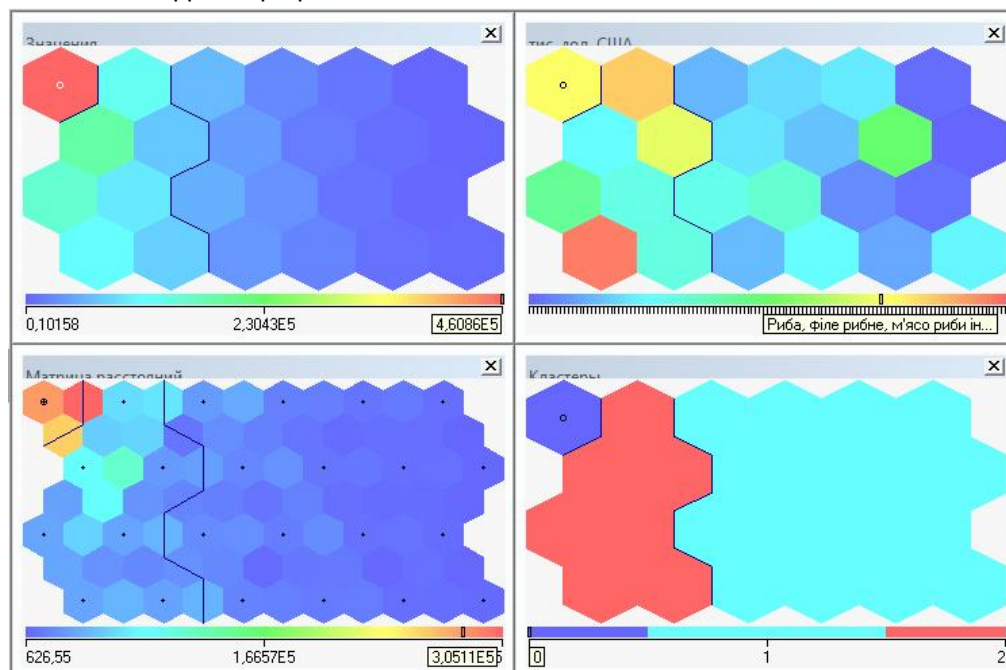 Значения
тис. дол. США
0,10158
2,3043E5
4,6086E5
Риба, філе рибне, м'ясо риби ін...
Матрица расстояний
Кластеры
626,55
1,6657E5
3,0511E5
0
1
2